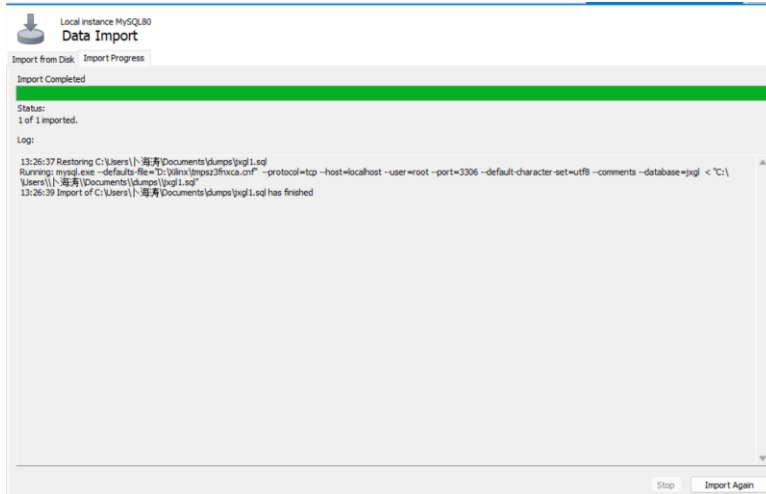 Local instance MySQL80
Data Import
Import from Disk Import Progress
Import Completed
Status:
1 of 1 imported.
Log:
13:26:37 Restoring C:\Users\卜海涛\Documents\dumps\jxgl1.sql
Running: mysql.exe --defaults-file="D:\Xilinx\tmpsz3fnxca.cnf" --protocol=tcp --host=localhost --user=root --port=3306 --default-character-set=utf8 --comments --database=jxgl < "C:\
\Users\\卜海涛\\Documents\\dumps\\jxgl1.sql"
13:26:39 Import of C:\Users\卜海涛\Documents\dumps\jxgl1.sql has finished
Stop Import Again